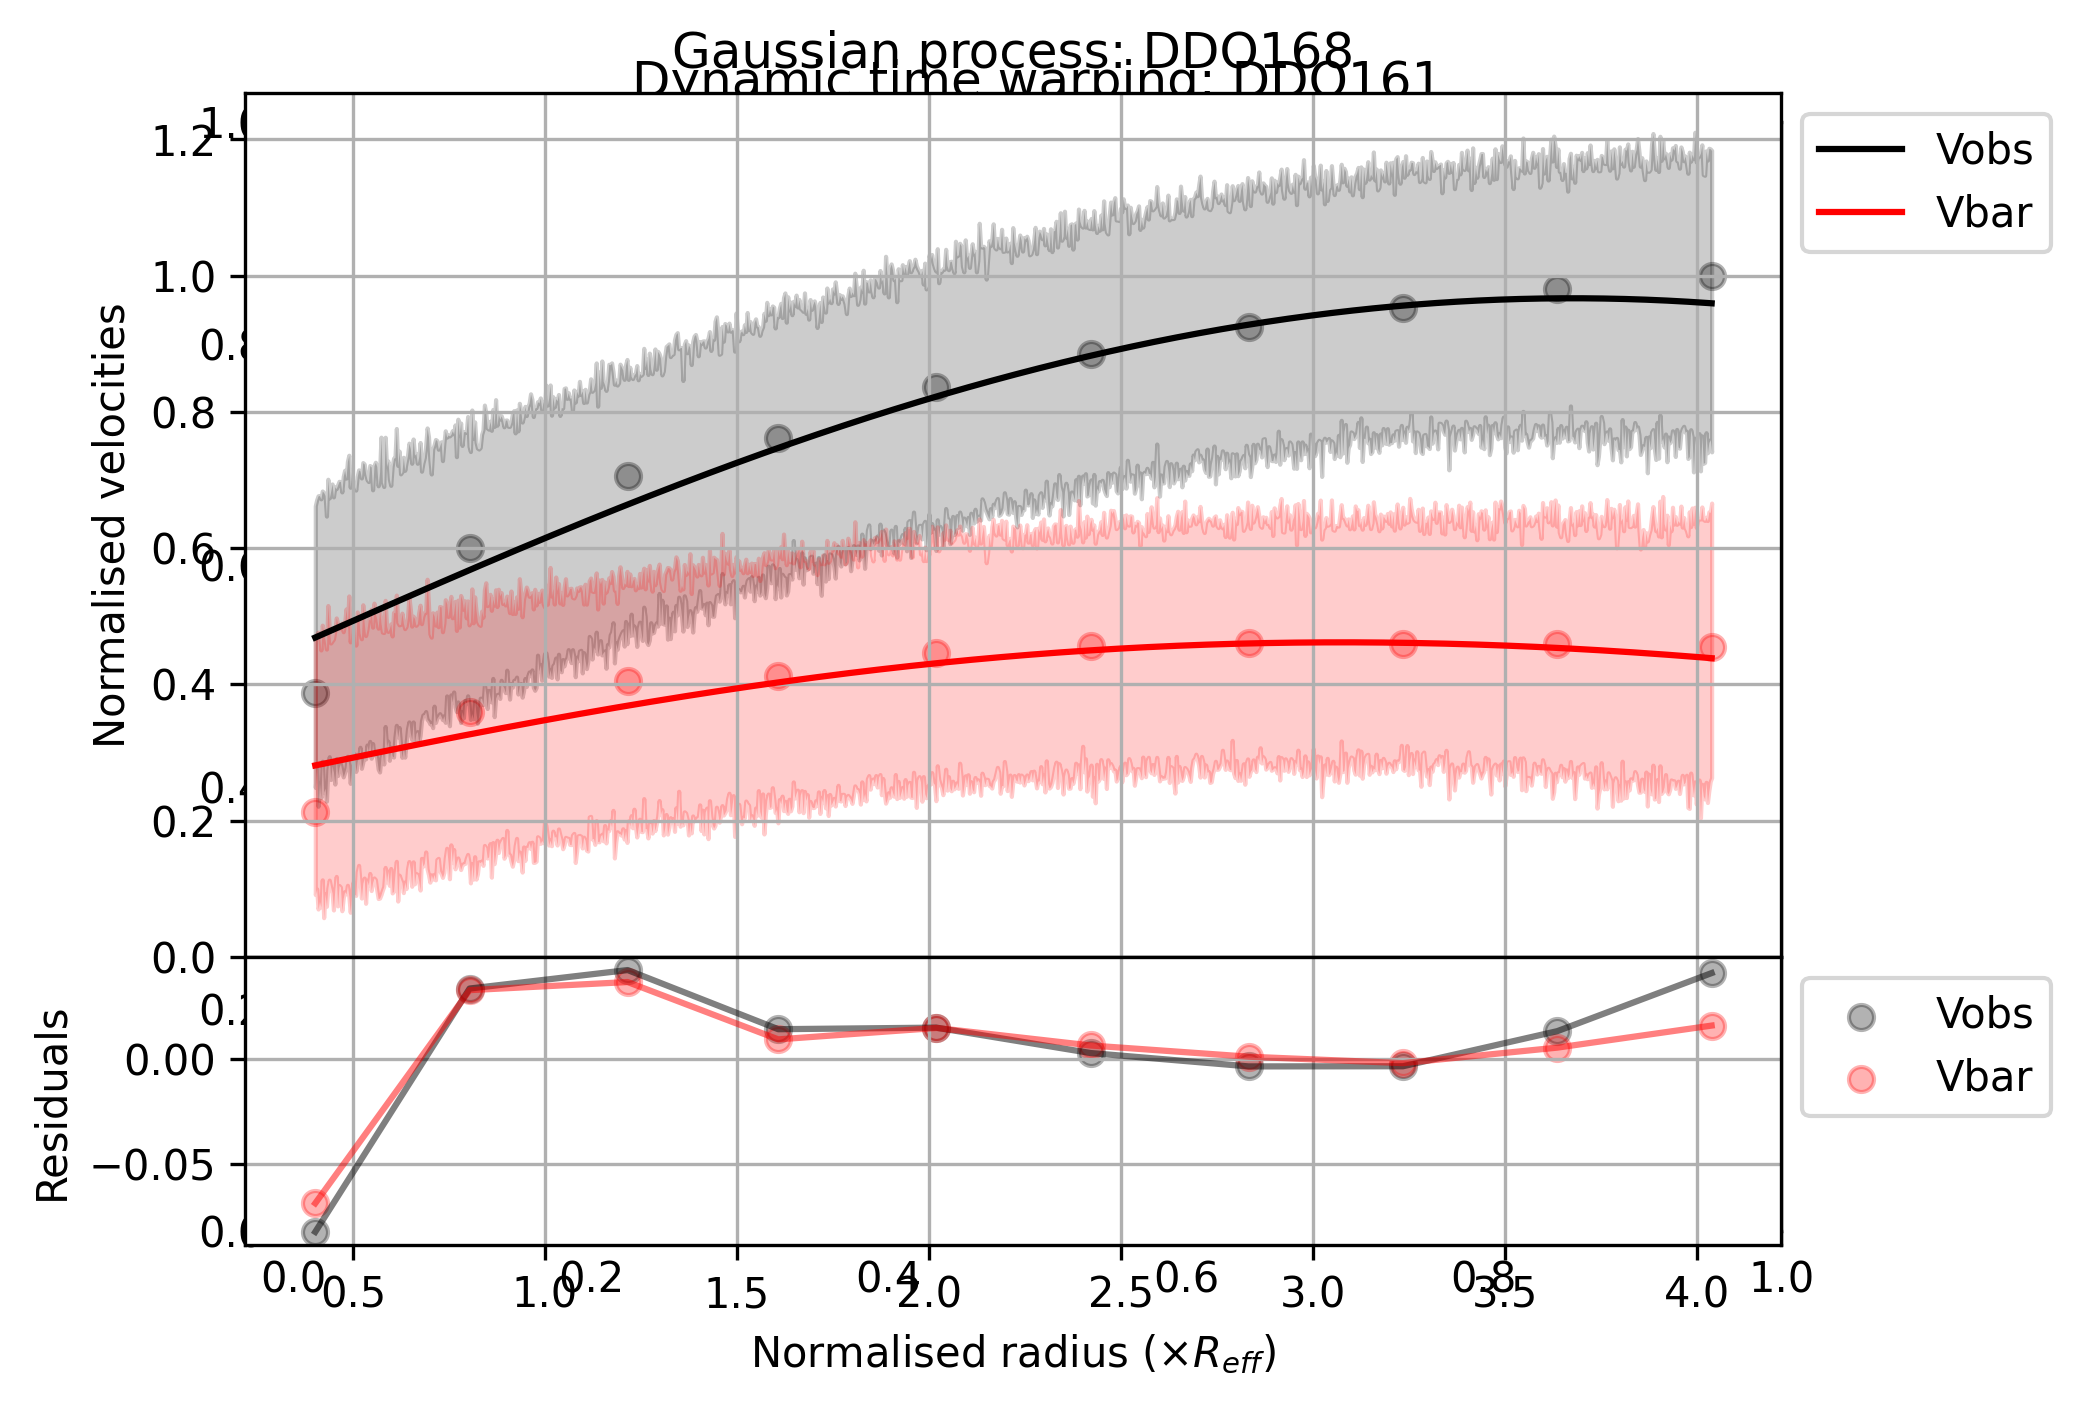 Gaussian process: DDO168
Dynamic time warping: DDO161
Normalised velocities
1.2
1.0
0.8
0.6
0.4
0.2
0.0
Vobs
Vbar
Residuals
0.00
−0.05
Vobs
Vbar
0.0 0.2 0.4 0.6 0.8 1.0
0.5 1.0 1.5 2.0 2.5 3.0 3.5 4.0
Normalised radius (×R_eff)